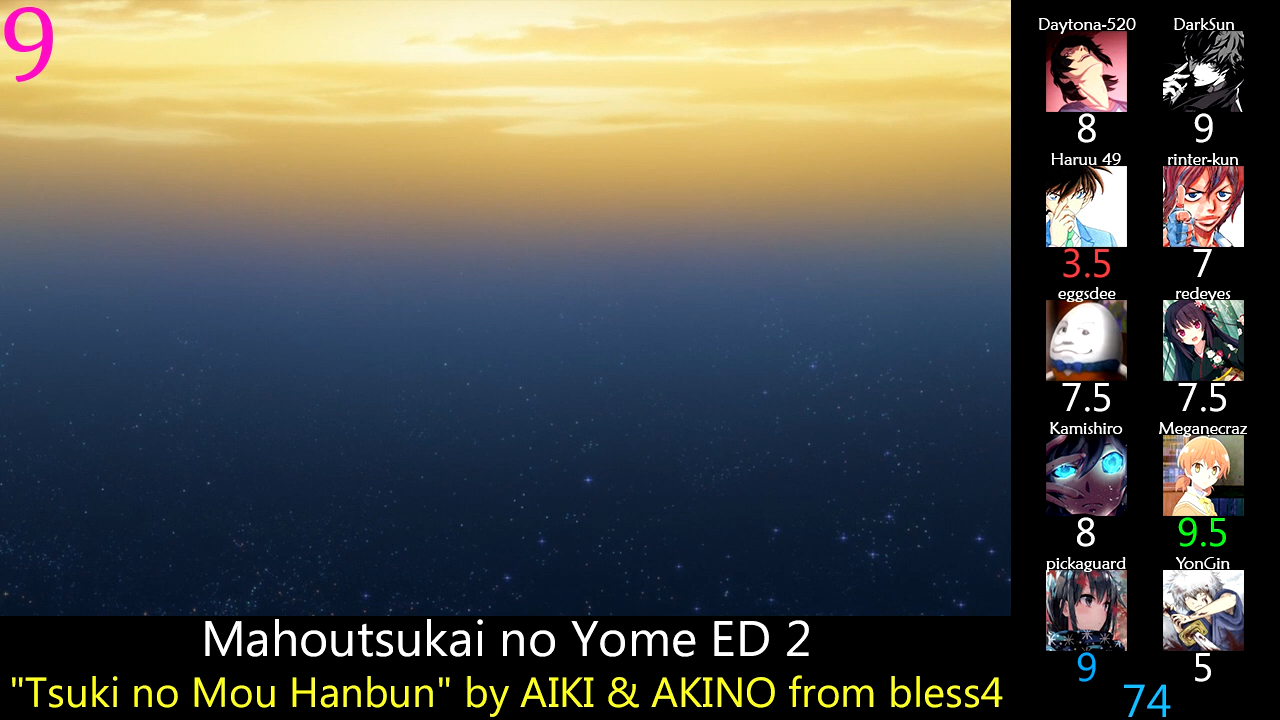 9
Daytona-520 DarkSun
8 9
Haruu 49 rinter-kun
3.5 7
eggsdee redeyes
7.5 7.5
Kamishiro Meganecraz
8 9.5
pickaguard YonGin
9 5
74
Mahoutsukai no Yome ED 2
"Tsuki no Mou Hanbun" by AIKI & AKINO from bless4